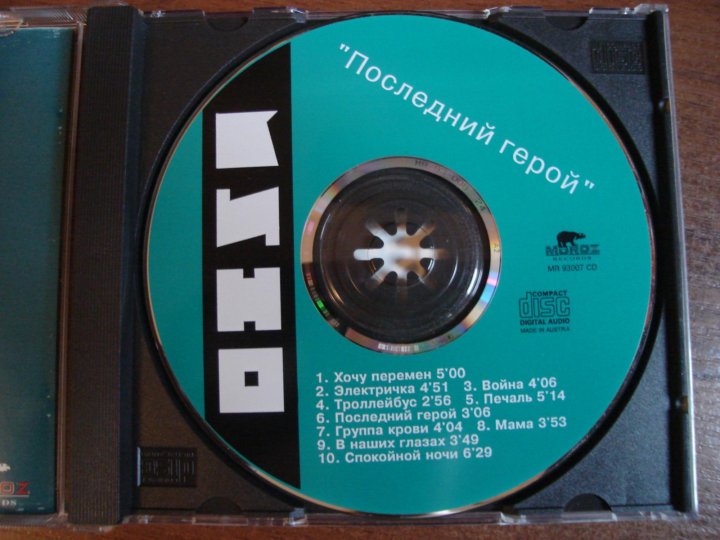 "Последний герой"
КИНО
MOROZ
RECORDS
MR 93007 CD
COMPACT
disc
DIGITAL AUDIO
MADE IN AUSTRIA
1. Хочу перемен 5'00
2. Электричка 4'51 3. Война 4'06
4. Троллейбус 2'56 5. Печаль 5'14
6. Последний герой 3'06
7. Группа крови 4'04 8. Мама 3'53
9. В наших глазах 3'49
10. Спокойной ночи 6'29